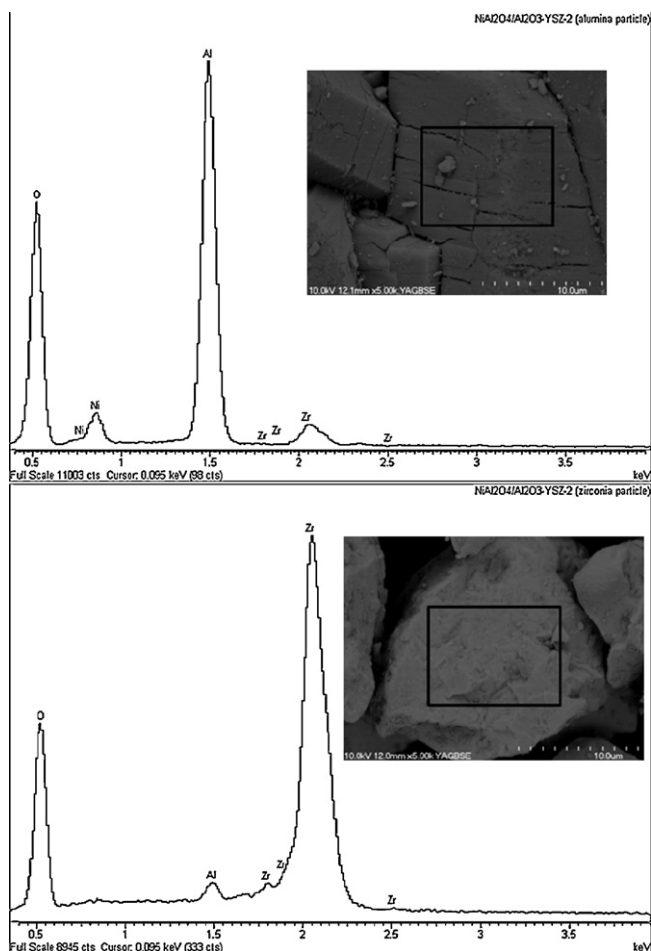 NiAl2O4/Al2O3-YSZ-2 (alumina particle)
Al
O
Ni
Ni
Zr
Zr
Zr
Zr
10.0kV 12.1mm x5.00k YAGBSE 10.0um
0.5 1 1.5 2 2.5 3 3.5
Full Scale 11003 cts Cursor: 0.095 keV (98 cts) keV
NiAl2O4/Al2O3-YSZ-2 (zirconia particle)
Zr
O
Al
Zr
Zr
Zr
10.0kV 12.0mm x5.00k YAGBSE 10.0um
0.5 1 1.5 2 2.5 3 3.5
Full Scale 8945 cts Cursor: 0.095 keV (333 cts) keV